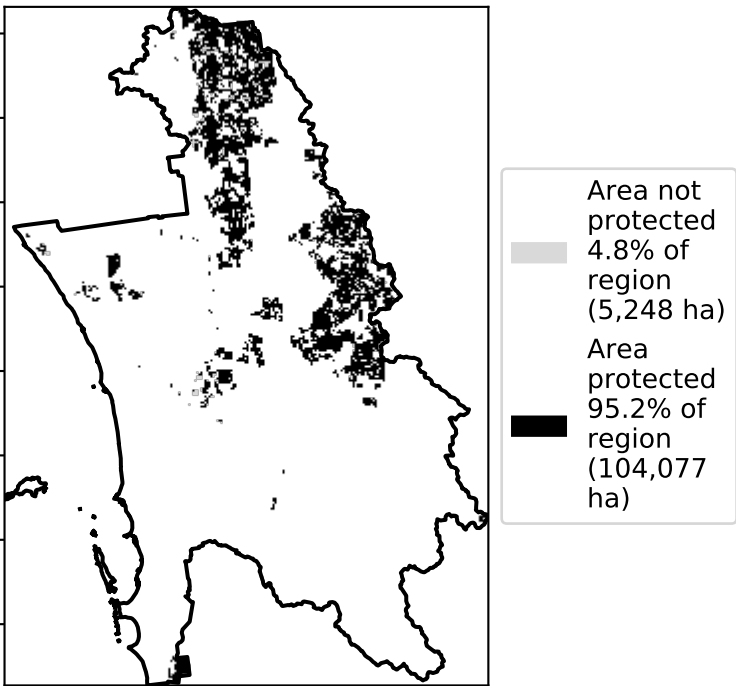 Area not
protected
4.8% of
region
(5,248 ha)
Area
protected
95.2% of
region
(104,077
ha)